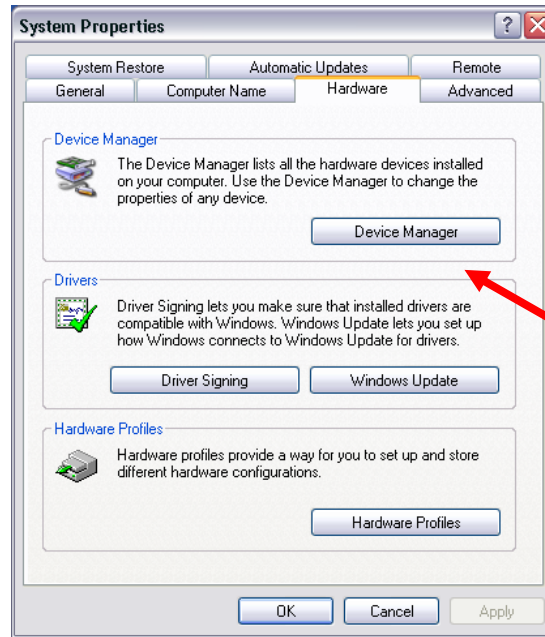 System Properties
System Restore Automatic Updates Remote
General Computer Name Hardware Advanced
Device Manager
The Device Manager lists all the hardware devices installed
on your computer. Use the Device Manager to change the
properties of any device.
Device Manager
Drivers
Driver Signing lets you make sure that installed drivers are
compatible with Windows. Windows Update lets you set up
how Windows connects to Windows Update for drivers.
Driver Signing Windows Update
Hardware Profiles
Hardware profiles provide a way for you to set up and store
different hardware configurations.
Hardware Profiles
OK Cancel Apply